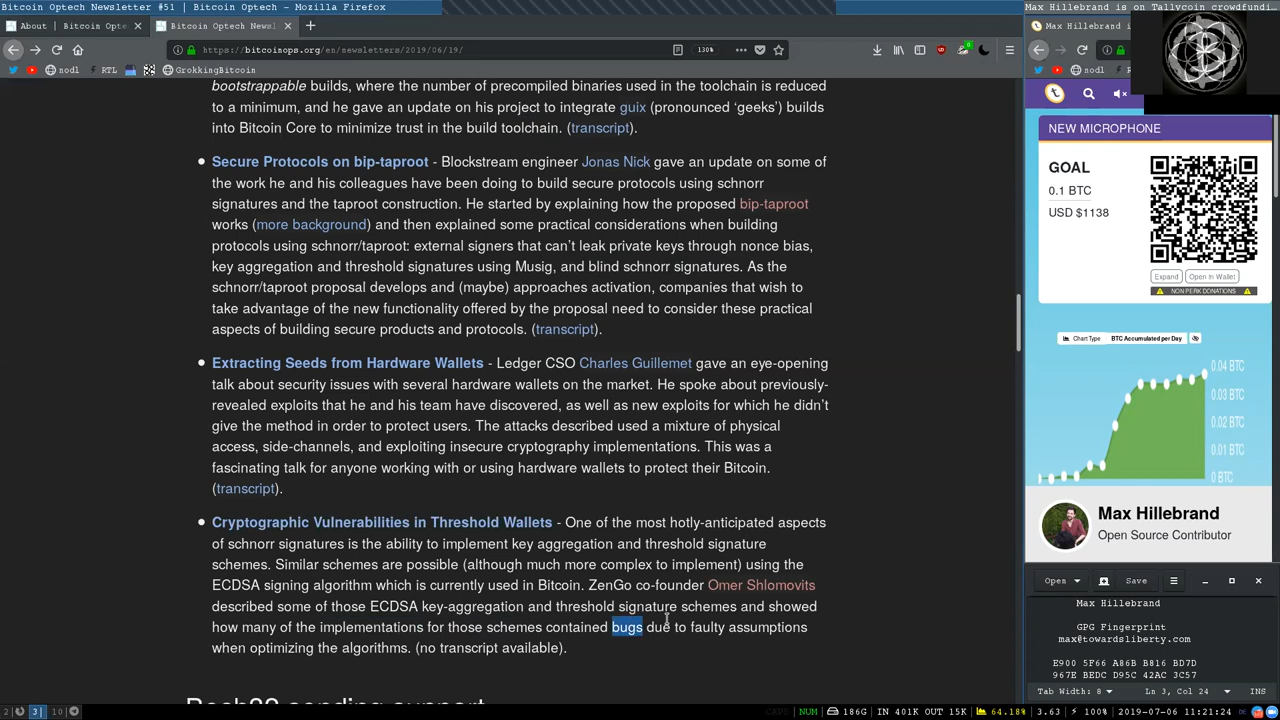 Bitcoin Optech Newsletter #51 | Bitcoin Optech - Mozilla Firefox
Max Hillebrand is on Tallycoin crowdfundi
About | Bitcoin Opte
Bitcoin Optech Newsl
Max Hillebrand i
https://bitcoinops.org/en/newsletters/2019/06/19/
130%
nodl
RTL
GrokkingBitcoin
nodl
bootstrappable builds, where the number of precompiled binaries used in the toolchain is reduced
to a minimum, and he gave an update on his project to integrate guix (pronounced ‘geeks’) builds
into Bitcoin Core to minimize trust in the build toolchain. (transcript).
Secure Protocols on bip-taproot - Blockstream engineer Jonas Nick gave an update on some of
the work he and his colleagues have been doing to build secure protocols using schnorr
signatures and the taproot construction. He started by explaining how the proposed bip-taproot
works (more background) and then explained some practical considerations when building
protocols using schnorr/taproot: external signers that can’t leak private keys through nonce bias,
key aggregation and threshold signatures using Musig, and blind schnorr signatures. As the
schnorr/taproot proposal develops and (maybe) approaches activation, companies that wish to
take advantage of the new functionality offered by the proposal need to consider these practical
aspects of building secure products and protocols. (transcript).
Extracting Seeds from Hardware Wallets - Ledger CSO Charles Guillemet gave an eye-opening
talk about security issues with several hardware wallets on the market. He spoke about previously-
revealed exploits that he and his team have discovered, as well as new exploits for which he didn’t
give the method in order to protect users. The attacks described used a mixture of physical
access, side-channels, and exploiting insecure cryptography implementations. This was a
fascinating talk for anyone working with or using hardware wallets to protect their Bitcoin.
(transcript).
Cryptographic Vulnerabilities in Threshold Wallets - One of the most hotly-anticipated aspects
of schnorr signatures is the ability to implement key aggregation and threshold signature
schemes. Similar schemes are possible (although much more complex to implement) using the
ECDSA signing algorithm which is currently used in Bitcoin. ZenGo co-founder Omer Shlomovits
described some of those ECDSA key-aggregation and threshold signature schemes and showed
how many of the implementations for those schemes contained bugs due to faulty assumptions
when optimizing the algorithms. (no transcript available).
Bech32 sending support
NEW MICROPHONE
GOAL
0.1 BTC
USD $1138
Expand
Open in Wallet
NON PERK DONATIONS
Chart Type
BTC Accumulated per Day
0.04 BTC
0.03 BTC
0.02 BTC
0.01 BTC
0 BTC
Max Hillebrand
Open Source Contributor
Open
Save
Max Hillebrand
GPG Fingerprint
max@towardsliberty.com
E900 5F66 A86B B816 BD7D
967E BEDC D95C 42AC 3C57
Tab Width: 8
Ln 3, Col 24
INS
2
3
10
CAPS NUM
186G
IN 401K OUT 15K
64.18%
3.63
100%
2019-07-06
11:21:24
DE